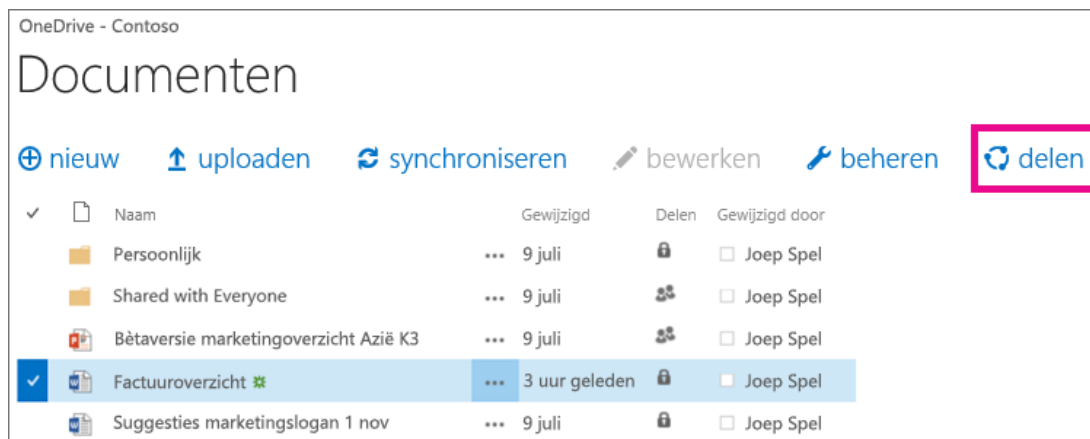 OneDrive - Contoso
Documenten
nieuw uploaden synchroniseren bewerken beheren delen
Naam Gewijzigd Delen Gewijzigd door
Persoonlijk ... 9 juli Joep Spel
Shared with Everyone ... 9 juli Joep Spel
Bètaversie marketingoverzicht Azië K3 ... 9 juli Joep Spel
Factuuroverzicht ... 3 uur geleden Joep Spel
Suggesties marketingslogan 1 nov ... 9 juli Joep Spel